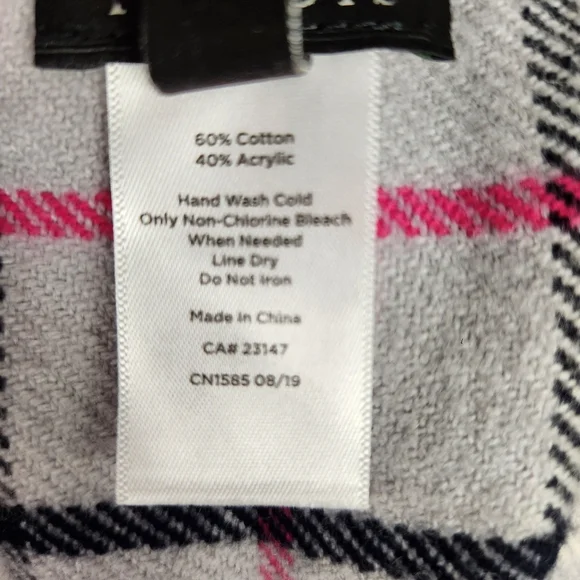 60% Cotton
40% Acrylic
Hand Wash Cold
Only Non-Chlorine Bleach
When Needed
Line Dry
Do Not Iron
Made in China
CA# 23147
CN1585 08/19